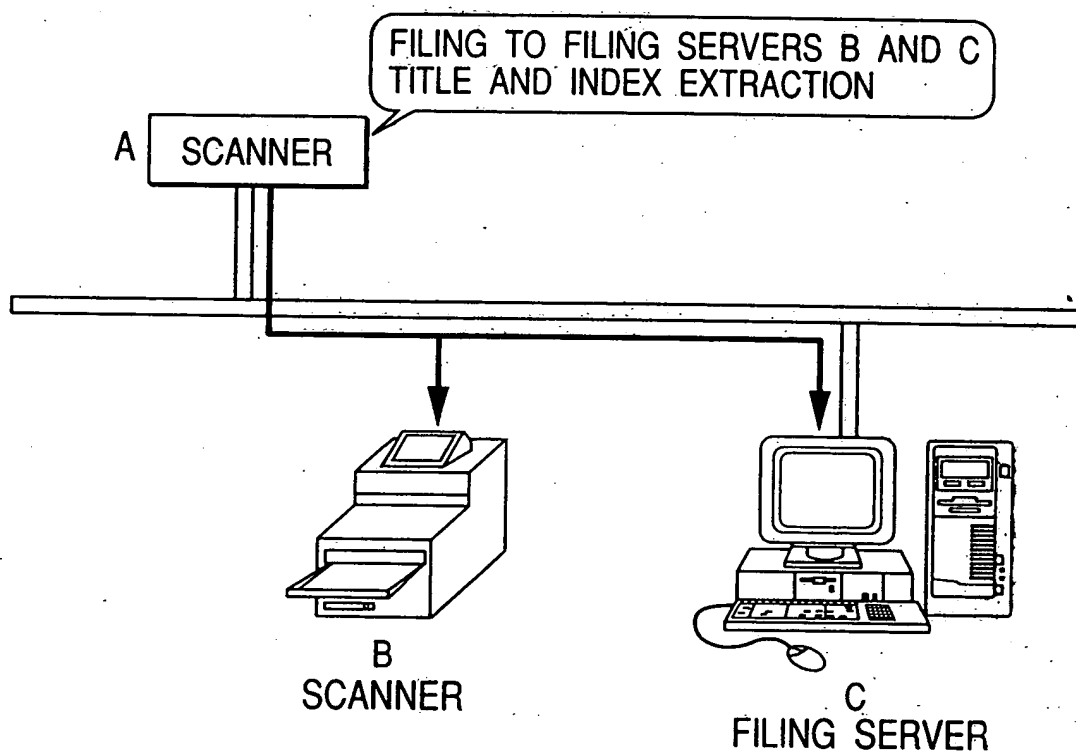 FILING TO FILING SERVERS B AND C
TITLE AND INDEX EXTRACTION
A SCANNER
B
SCANNER
C
FILING SERVER